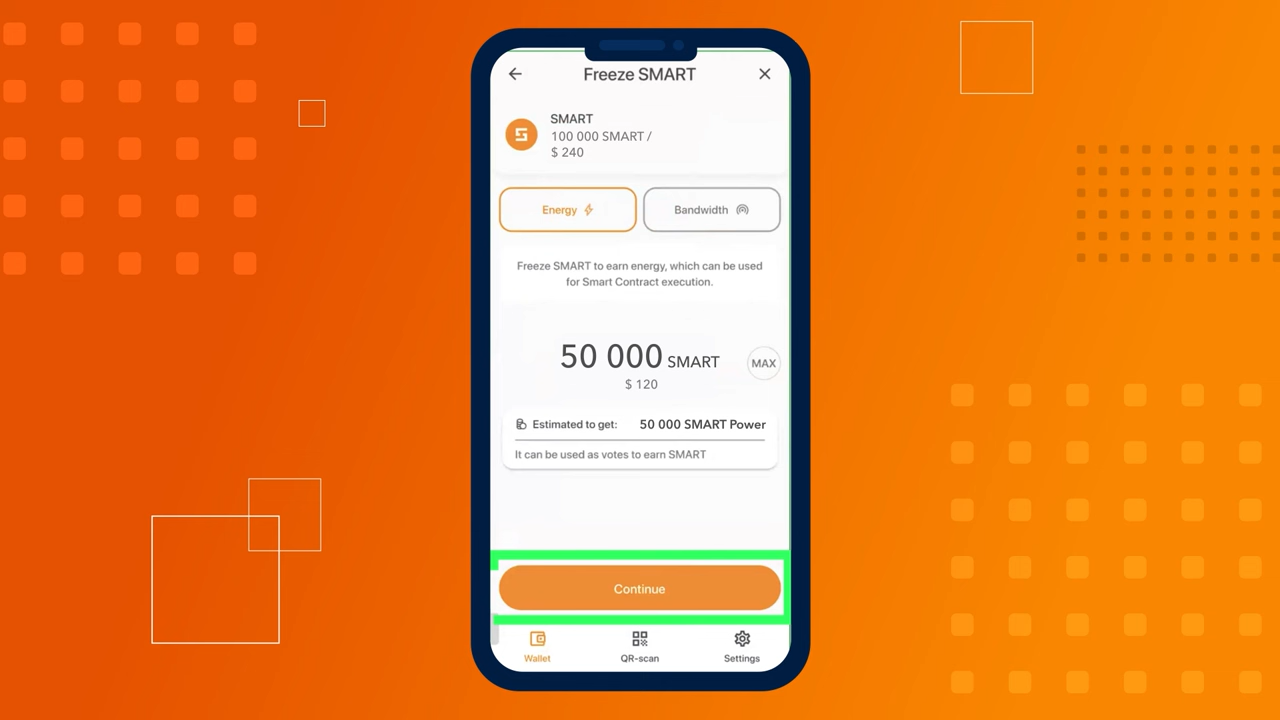 Freeze SMART
SMART
100 000 SMART /
$ 240
Energy
Bandwidth
Freeze SMART to earn energy, which can be used
for Smart Contract execution.
50 000 SMART
MAX
$ 120
Estimated to get: 50 000 SMART Power
It can be used as votes to earn SMART
Continue
Wallet
QR-scan
Settings